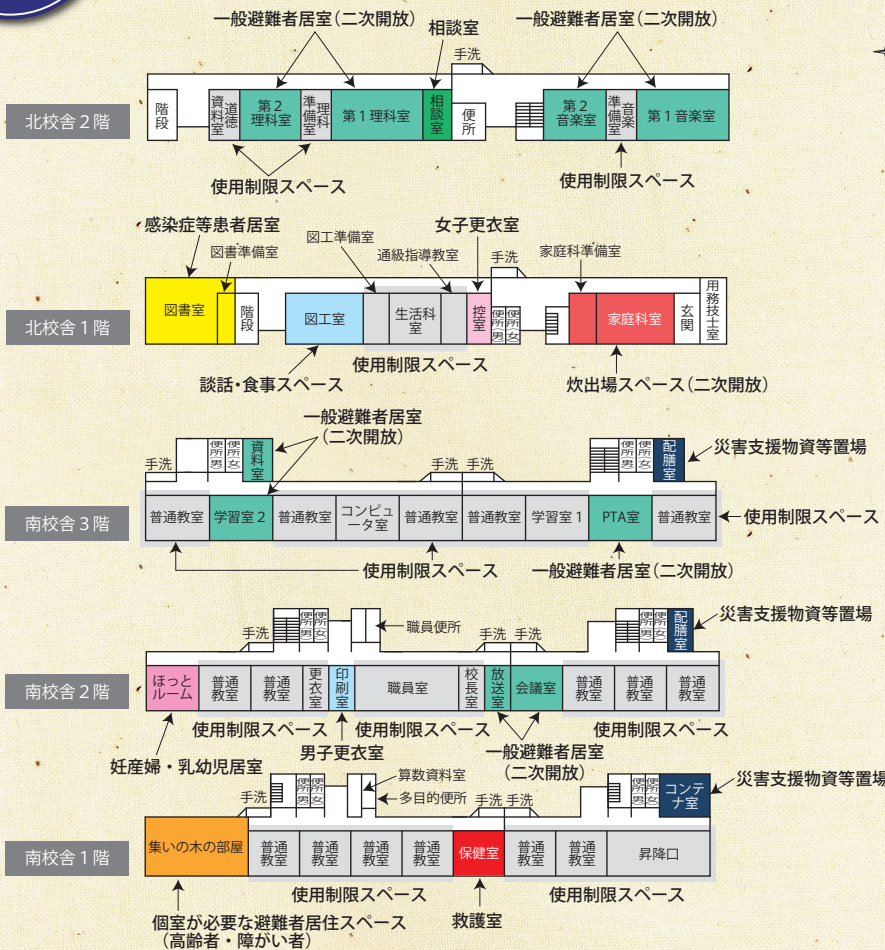 一般避難者居室(二次開放)
相談室
一般避難者居室(二次開放)
手洗
北校舎2階
階段
道徳資料室
第2理科室
理科準備室
第1理科室
相談室
便所
第2音楽室
音楽準備室
第1音楽室
使用制限スペース
使用制限スペース
感染症等患者居室
図書準備室
図工準備室
通級指導教室
女子更衣室
手洗
家庭科準備室
北校舎1階
図書室
階段
図工室
生活科室
控室
便所(男)
便所(女)
家庭科室
玄関
用務技士室
談話・食事スペース
使用制限スペース
炊出場スペース(二次開放)
一般避難者居室
(二次開放)
手洗
便所(男)
便所(女)
資料室
手洗
手洗
便所(男)
便所(女)
配膳室
災害支援物資等置場
南校舎3階
普通教室
学習室2
普通教室
コンピュータ室
普通教室
普通教室
学習室1
PTA室
普通教室
使用制限スペース
使用制限スペース
一般避難者居室(二次開放)
手洗
便所(男)
便所(女)
職員便所
手洗
手洗
便所(男)
便所(女)
配膳室
災害支援物資等置場
南校舎2階
ほっとルーム
普通教室
普通教室
更衣室
印刷室
職員室
校長室
放送室
会議室
普通教室
普通教室
普通教室
使用制限スペース
使用制限スペース
使用制限スペース
妊産婦・乳幼児居室
男子更衣室
一般避難者居室
(二次開放)
手洗
便所(男)
便所(女)
算数資料室
多目的便所
手洗
手洗
便所(男)
便所(女)
コンテナ室
災害支援物資等置場
南校舎1階
集いの木の部屋
普通教室
普通教室
普通教室
普通教室
保健室
普通教室
普通教室
昇降口
使用制限スペース
使用制限スペース
個室が必要な避難者居住スペース
(高齢者・障がい者)
救護室